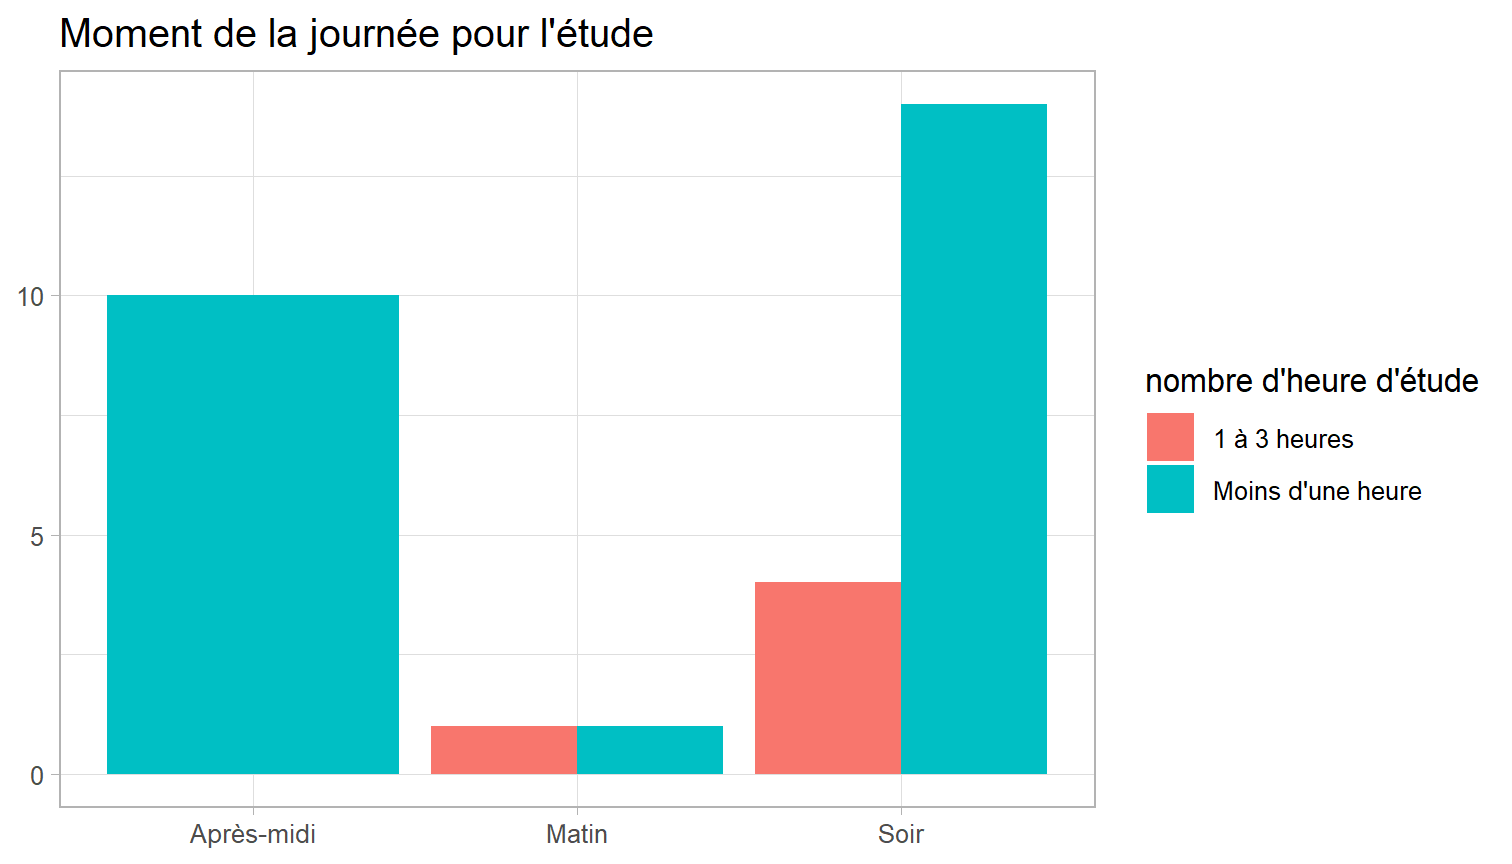 Moment de la journée pour l'étude
10
5
0
Après-midi
Matin
Soir
nombre d'heure d'étude
1 à 3 heures
Moins d'une heure